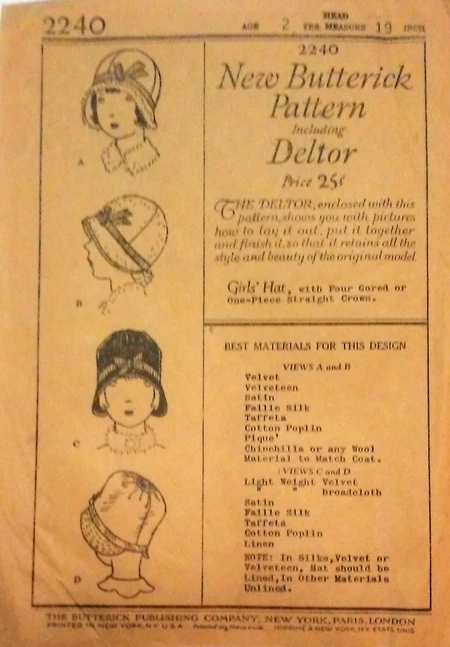 2240
AGE 2 YRS. HEAD MEASURE 19 INCH
2240
New Butterick
Pattern
Including
Deltor
Price 25¢
THE DELTOR, enclosed with this
pattern, shows you with pictures
how to lay it out, put it together
and finish it, so that it retains all the
style and beauty of the original model
Girls' Hat, with Four Gored or
One-Piece Straight Crown.
A
B
C
D
BEST MATERIALS FOR THIS DESIGN
VIEWS A and B
Velvet
Velveteen
Satin
Faille Silk
Taffeta
Cotton Poplin
Pique'
Chinchilla or any Wool
Material to Match Coat.
VIEWS C and D
Light Weight Velvet
" " Broadcloth
Satin
Faille Silk
Taffeta
Cotton Poplin
Linen
NOTE: In Silks, Velvet or
Velveteen, Hat should be
Lined, In Other Materials
Unlined.
THE BUTTERICK PUBLISHING COMPANY, NEW YORK, PARIS, LONDON
PRINTED IN NEW YORK, N.Y. U.S.A. IMPRIMÉ A NEW YORK, N.Y. ETATS UNIS